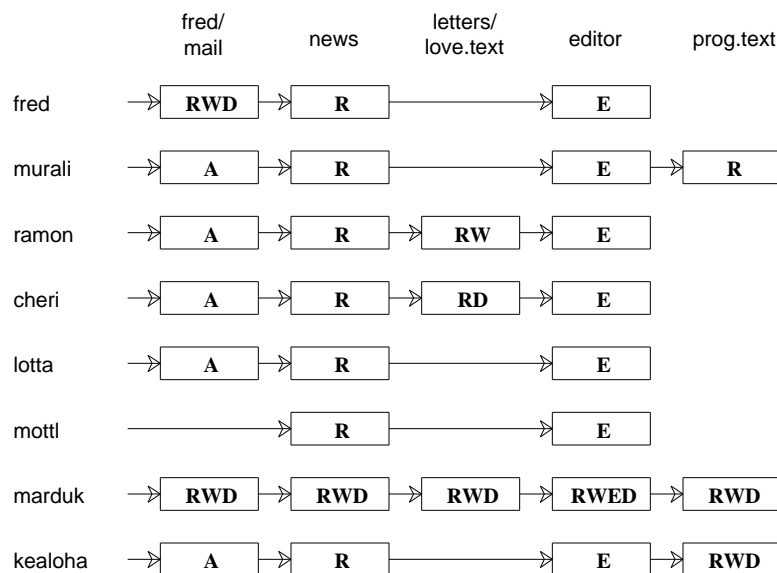 fred/ mail news letters/ love.text editor prog.text
fred RWD R E
murali A R E R
ramon A R RW E
cheri A R RD E
lotta A R E
mottl R E
marduk RWD RWD RWD RWED RWD
kealoha A R E RWD